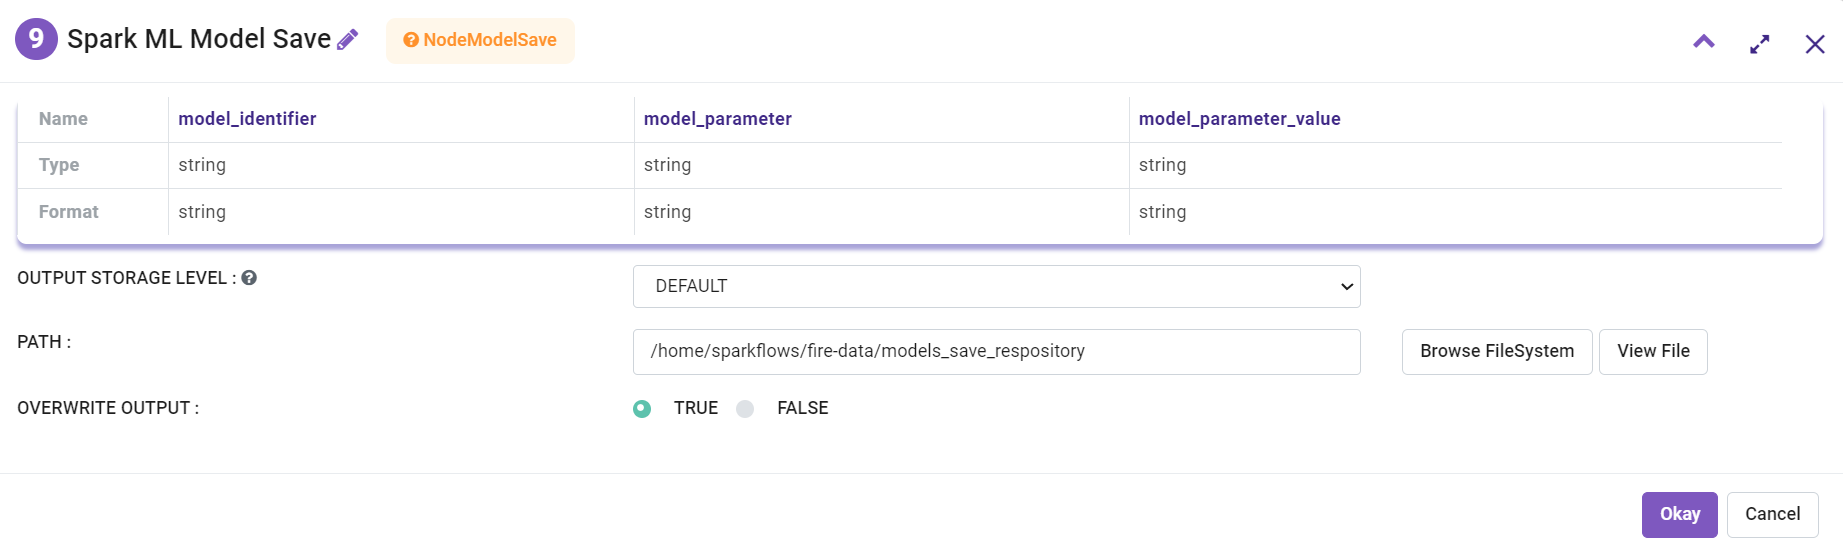 9 Spark ML Model Save ? NodeModelSave
Name model_identifier model_parameter model_parameter_value
Type string string string
Format string string string
OUTPUT STORAGE LEVEL : ? DEFAULT
PATH : /home/sparkflows/fire-data/models_save_respository Browse FileSystem View File
OVERWRITE OUTPUT : TRUE FALSE
Okay Cancel